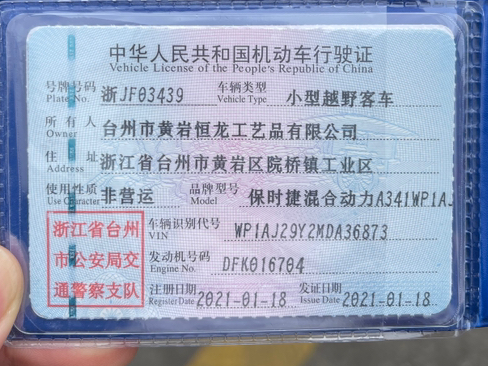 中华人民共和国机动车行驶证
Vehicle License of the People's Republic of China
号牌号码 浙JF03439 车辆类型 小型越野客车
Plate No. Vehicle Type
所有人 台州市黄岩恒龙工艺品有限公司
Owner
住址 浙江省台州市黄岩区院桥镇工业区
Address
使用性质 非营运 品牌型号 保时捷混合动力A341WP1AJ
Use Character Model
浙江省台州
市公安局交
通警察支队
车辆识别代号 WP1AJ29Y2MDA36873
VIN
发动机号码 DFK016704
Engine No.
注册日期 2021-01-18 发证日期 2021-01-18
Register Date Issue Date